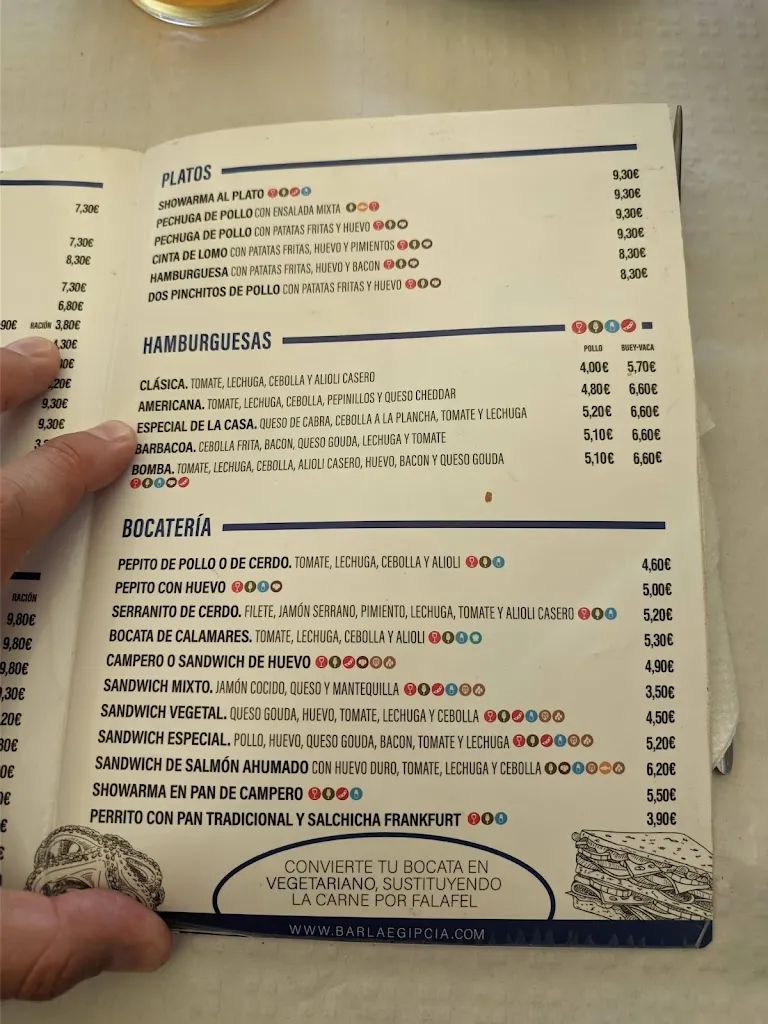 7,30€
7,30€
8,30€
7,30€
6,80€
90€ RACIÓN 3,80€
,30€
,20€
9,30€
9,30€
RACIÓN
9,80€
9,80€
9,80€
,30€
PLATOS
SHOWARMA AL PLATO 9,30€
PECHUGA DE POLLO CON ENSALADA MIXTA 9,30€
PECHUGA DE POLLO CON PATATAS FRITAS Y HUEVO 9,30€
CINTA DE LOMO CON PATATAS FRITAS, HUEVO Y PIMIENTOS 9,30€
HAMBURGUESA CON PATATAS FRITAS, HUEVO Y BACON 8,30€
DOS PINCHITOS DE POLLO CON PATATAS FRITAS Y HUEVO 8,30€
HAMBURGUESAS
POLLO BUEY-VACA
CLÁSICA. TOMATE, LECHUGA, CEBOLLA Y ALIOLI CASERO 4,00€ 5,70€
AMERICANA. TOMATE, LECHUGA, CEBOLLA, PEPINILLOS Y QUESO CHEDDAR 4,80€ 6,60€
ESPECIAL DE LA CASA. QUESO DE CABRA, CEBOLLA A LA PLANCHA, TOMATE Y LECHUGA 5,20€ 6,60€
BARBACOA. CEBOLLA FRITA, BACON, QUESO GOUDA, LECHUGA Y TOMATE 5,10€ 6,60€
BOMBA. TOMATE, LECHUGA, CEBOLLA, ALIOLI CASERO, HUEVO, BACON Y QUESO GOUDA 5,10€ 6,60€
BOCATERÍA
PEPITO DE POLLO O DE CERDO. TOMATE, LECHUGA, CEBOLLA Y ALIOLI 4,60€
PEPITO CON HUEVO 5,00€
SERRANITO DE CERDO. FILETE, JAMÓN SERRANO, PIMIENTO, LECHUGA, TOMATE Y ALIOLI CASERO 5,20€
BOCATA DE CALAMARES. TOMATE, LECHUGA, CEBOLLA Y ALIOLI 5,30€
CAMPERO O SANDWICH DE HUEVO 4,90€
SANDWICH MIXTO. JAMÓN COCIDO, QUESO Y MANTEQUILLA 3,50€
SANDWICH VEGETAL. QUESO GOUDA, HUEVO, TOMATE, LECHUGA Y CEBOLLA 4,50€
SANDWICH ESPECIAL. POLLO, HUEVO, QUESO GOUDA, BACON, TOMATE Y LECHUGA 5,20€
SANDWICH DE SALMÓN AHUMADO CON HUEVO DURO, TOMATE, LECHUGA Y CEBOLLA 6,20€
SHOWARMA EN PAN DE CAMPERO 5,50€
PERRITO CON PAN TRADICIONAL Y SALCHICHA FRANKFURT 3,90€
CONVIERTE TU BOCATA EN
VEGETARIANO, SUSTITUYENDO
LA CARNE POR FALAFEL
WWW.BARLAEGIPCIA.COM